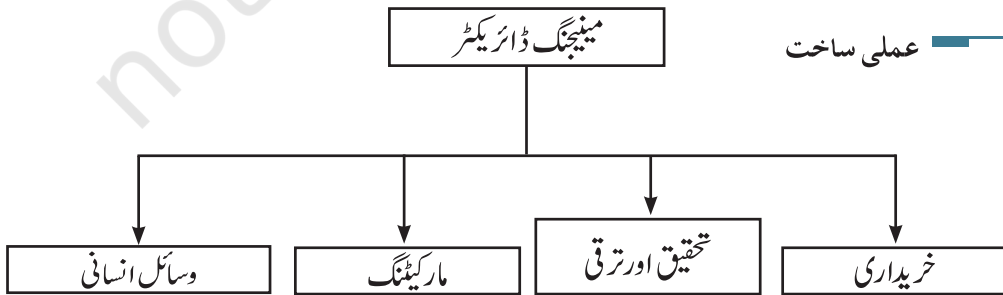 عملی ساخت
مینیجنگ ڈائریکٹر
خریداری
تحقیق اور ترقی
مارکیٹنگ
وسائل انسانی